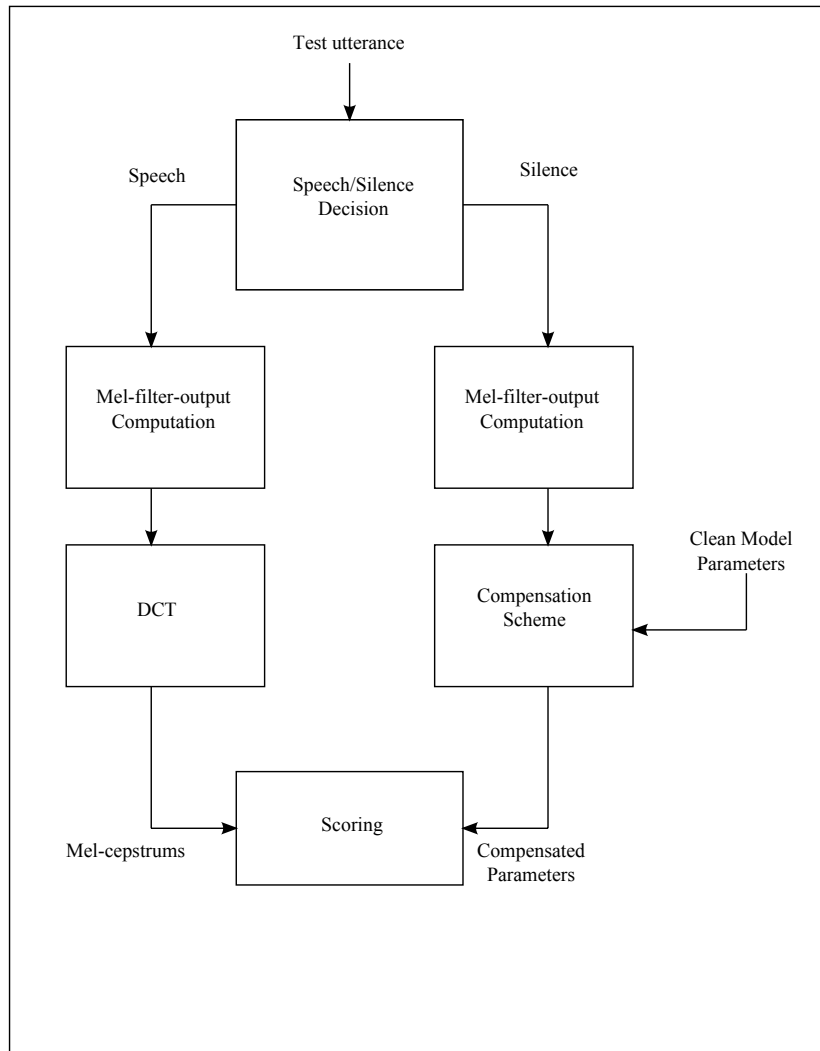 Test utterance
Speech
Silence
Speech/Silence
Decision
Mel-filter-output
Computation
Mel-filter-output
Computation
Clean Model
Parameters
DCT
Compensation
Scheme
Scoring
Mel-cepstrums
Compensated
Parameters